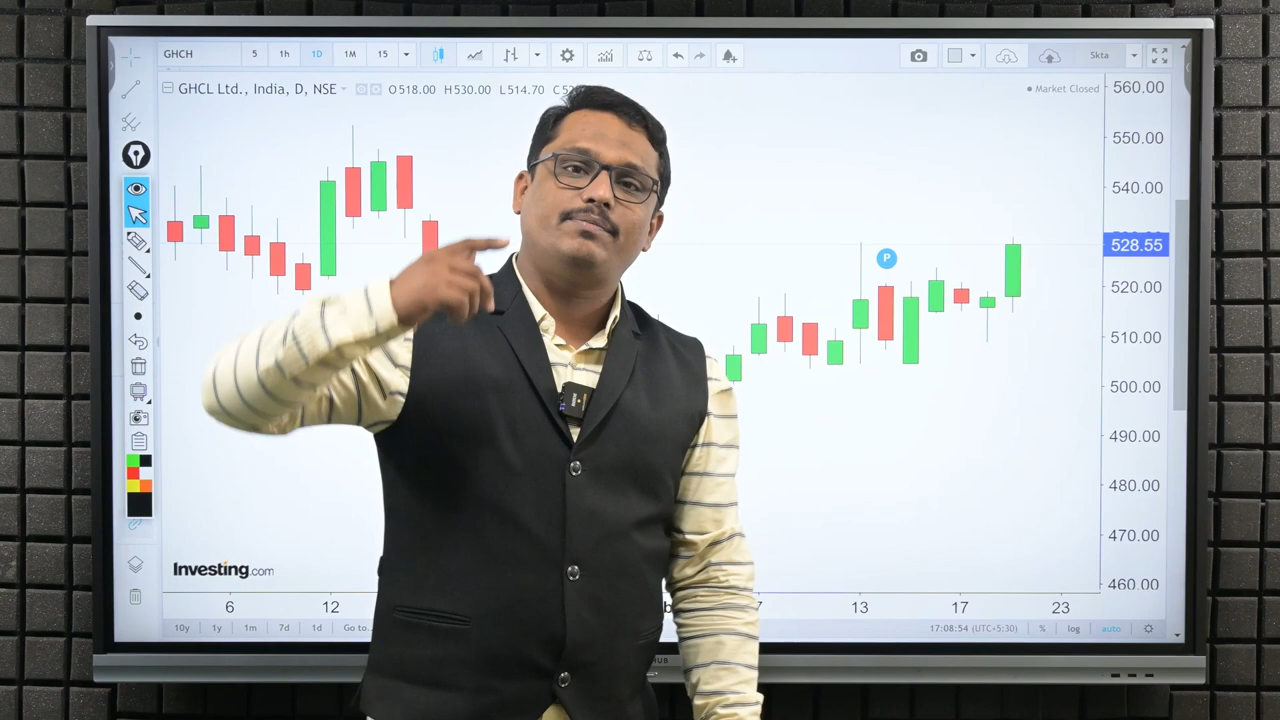 GHCH 5 1h 1D 1M 15 Skta
GHCL Ltd., India, D, NSE O518.00 H530.00 L514.70 Market Closed
560.00
550.00
540.00
528.55
520.00
510.00
500.00
490.00
480.00
470.00
460.00
P
Investing.com
6 12 7 13 17 23
10y 1y 1m 7d 1d Go to... 17:08:54 (UTC+5:30) % log auto